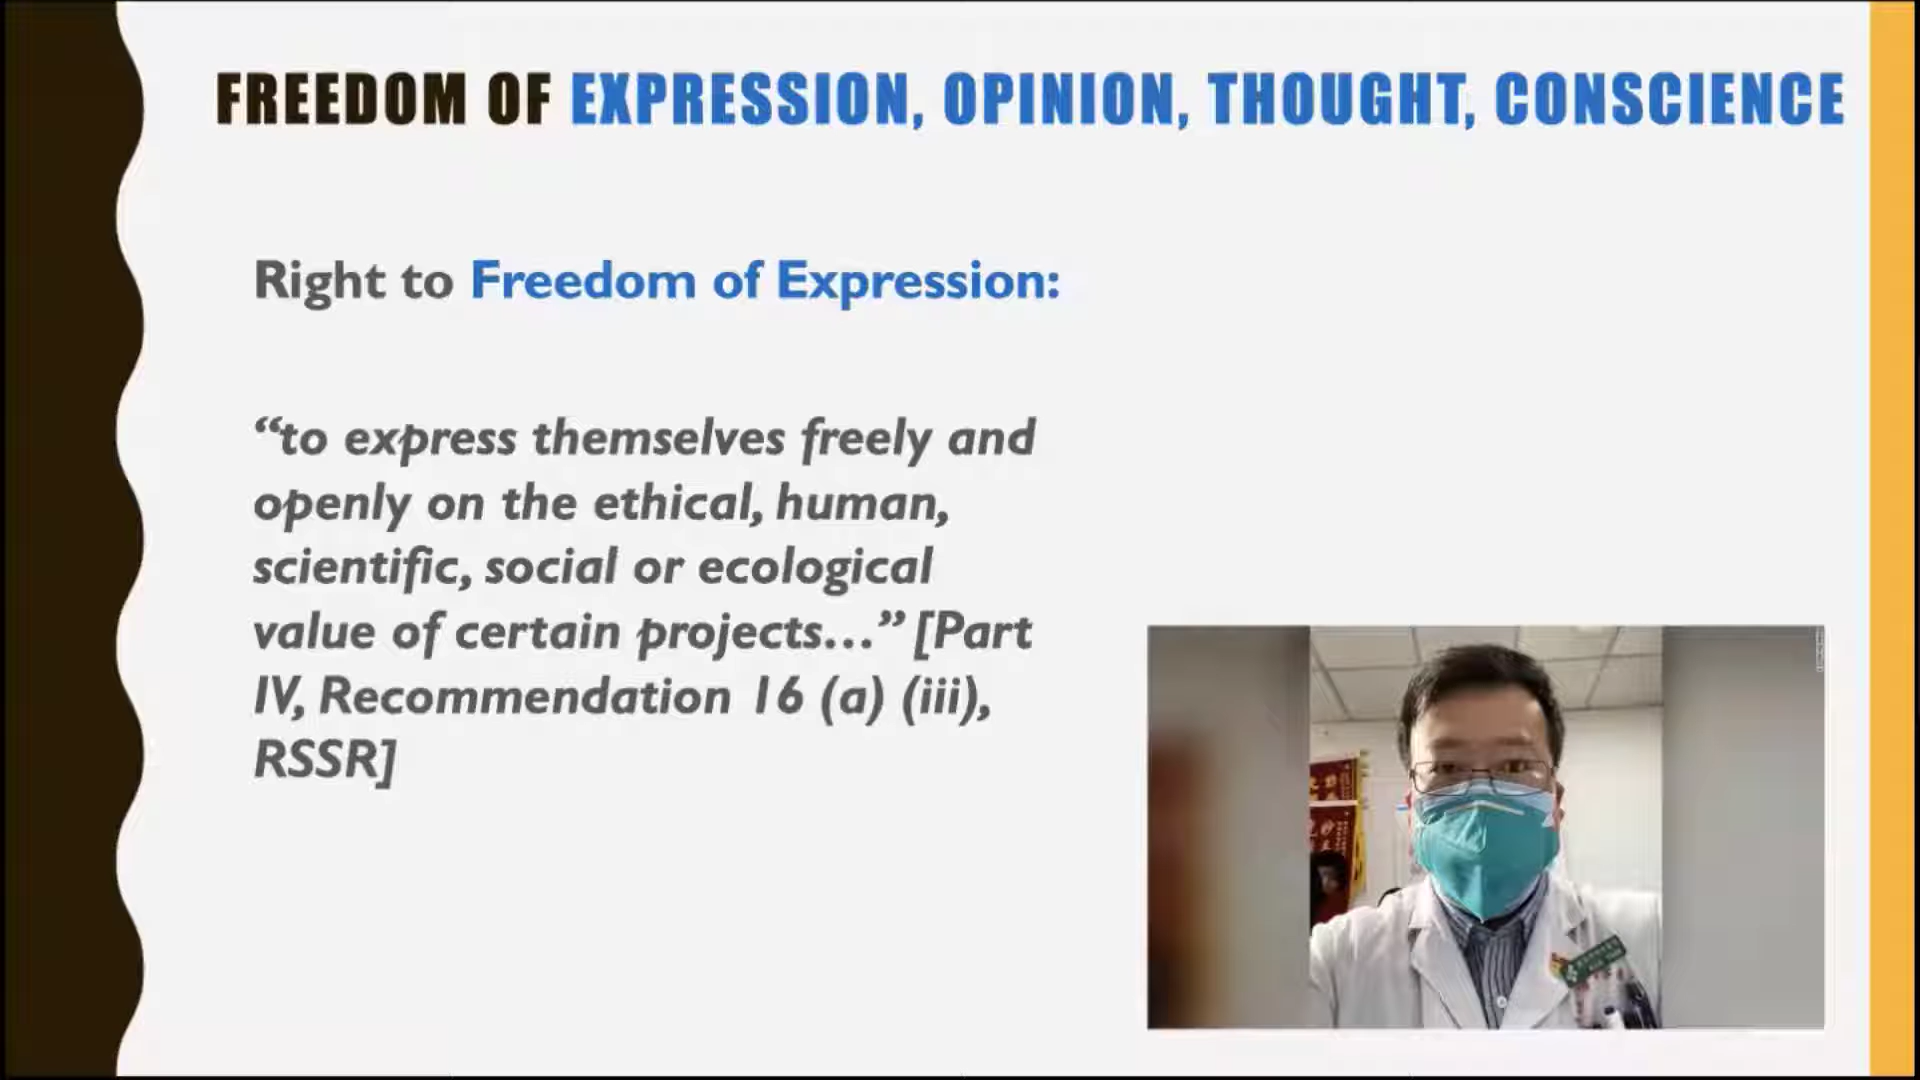 FREEDOM OF EXPRESSION, OPINION, THOUGHT, CONSCIENCE
Right to Freedom of Expression:
“to express themselves freely and
openly on the ethical, human,
scientific, social or ecological
value of certain projects...” [Part
IV, Recommendation 16 (a) (iii),
RSSR]